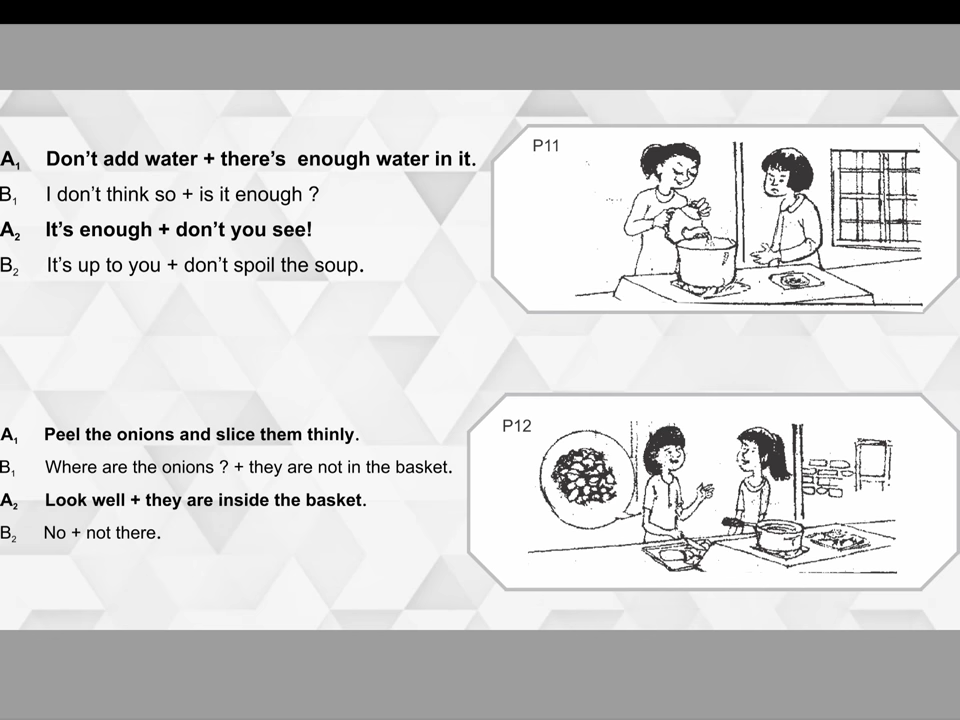 A₁ Don't add water + there's enough water in it.
B₁ I don't think so + is it enough ?
A₂ It's enough + don't you see!
B₂ It's up to you + don't spoil the soup.
P11
A₁ Peel the onions and slice them thinly.
B₁ Where are the onions ? + they are not in the basket.
A₂ Look well + they are inside the basket.
B₂ No + not there.
P12